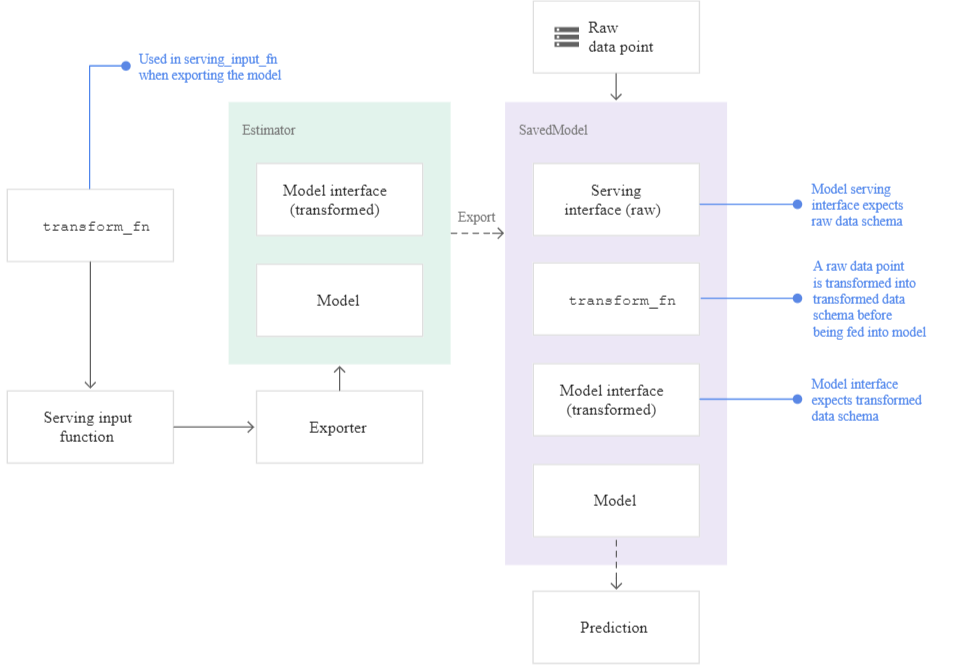 Raw
data point
Used in serving_input_fn
when exporting the model
Estimator
SavedModel
Model interface
(transformed)
Serving
interface (raw)
Model serving
interface expects
raw data schema
transform_fn
Export
A raw data point
is transformed into
transformed data
schema before
being fed into model
Model
transform_fn
Model interface
(transformed)
Model interface
expects transformed
data schema
Serving input
function
Exporter
Model
Prediction